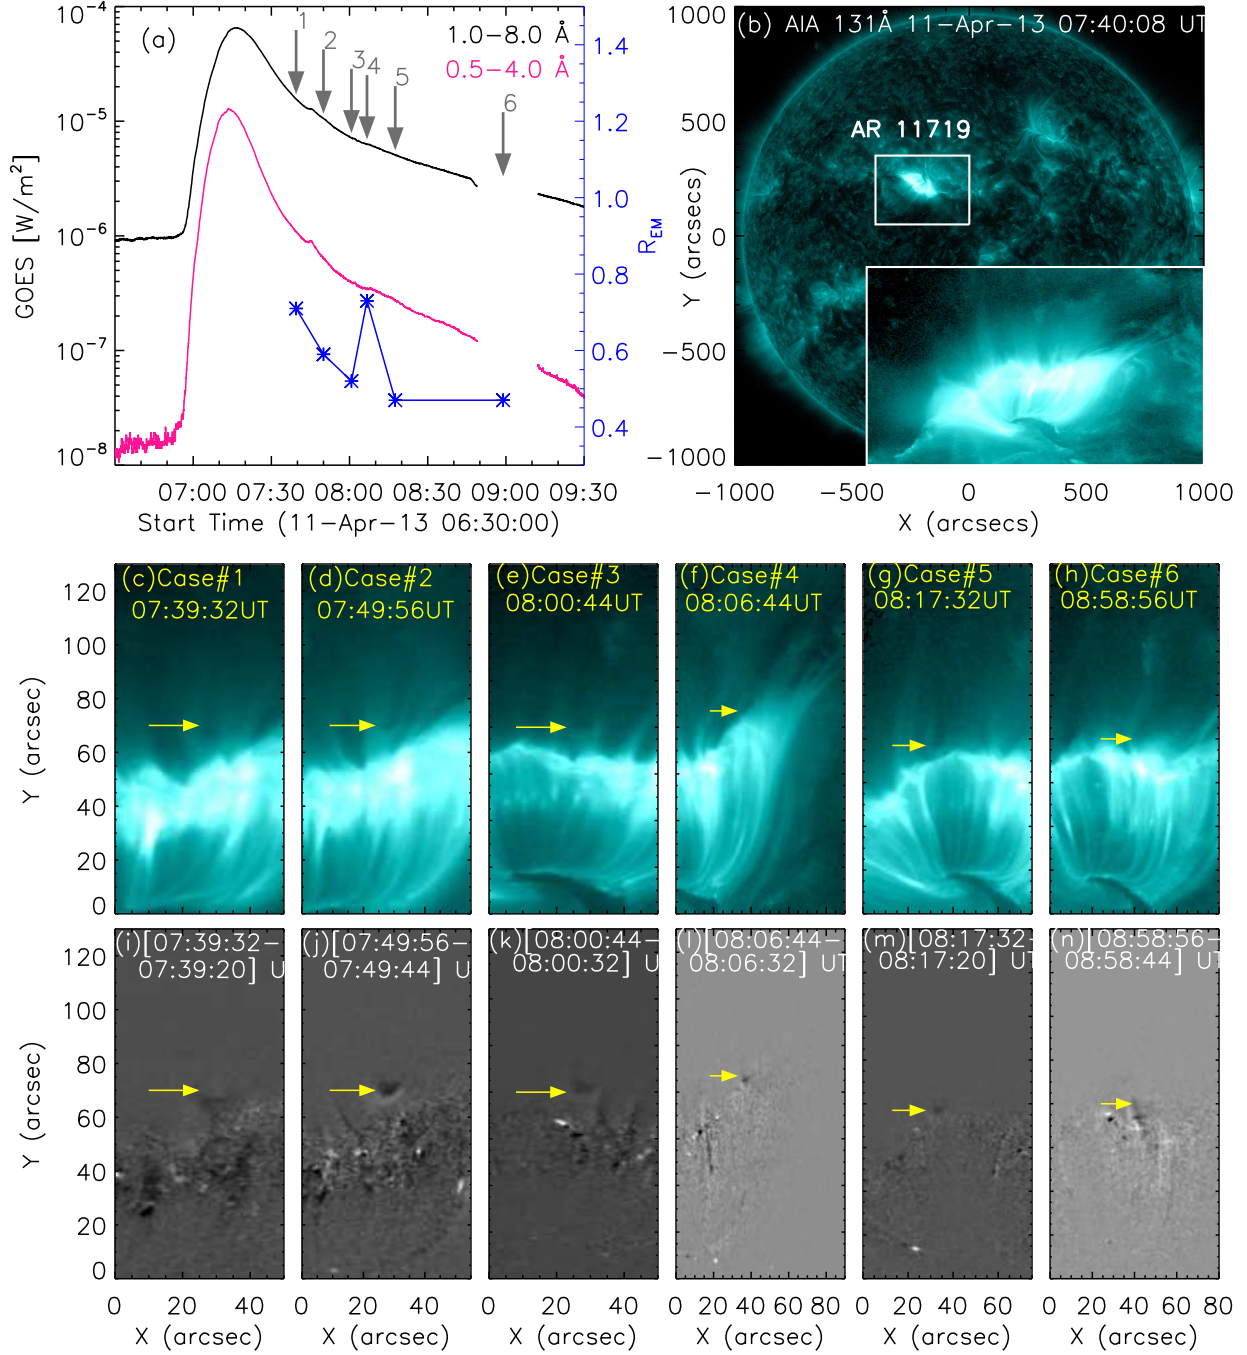 (a)
1.0−8.0 Å
0.5−4.0 Å
1
2
3
4
5
6
10⁻⁴
10⁻⁵
10⁻⁶
10⁻⁷
10⁻⁸
GOES [W/m²]
1.4
1.2
1.0
0.8
0.6
0.4
R_EM
07:00 07:30 08:00 08:30 09:00 09:30
Start Time (11−Apr−13 06:30:00)
(b) AIA 131Å 11−Apr−13 07:40:08 UT
AR 11719
1000
500
0
−500
−1000
Y (arcsecs)
−1000 −500 0 500 1000
X (arcsecs)
(c)Case#1
07:39:32UT
(d)Case#2
07:49:56UT
(e)Case#3
08:00:44UT
(f)Case#4
08:06:44UT
(g)Case#5
08:17:32UT
(h)Case#6
08:58:56UT
120
100
80
60
40
20
0
Y (arcsec)
(i)[07:39:32−
07:39:20] U
(j)[07:49:56−
07:49:44] U
(k)[08:00:44−
08:00:32] U
(l)[08:06:44−
08:06:32] UT
(m)[08:17:32−
08:17:20] UT
(n)[08:58:56−
08:58:44] UT
120
100
80
60
40
20
0
Y (arcsec)
0 20 40
0 20 40
0 20 40
0 20 40 60 80
0 20 40 60
0 20 40 60 80
X (arcsec)
X (arcsec)
X (arcsec)
X (arcsec)
X (arcsec)
X (arcsec)